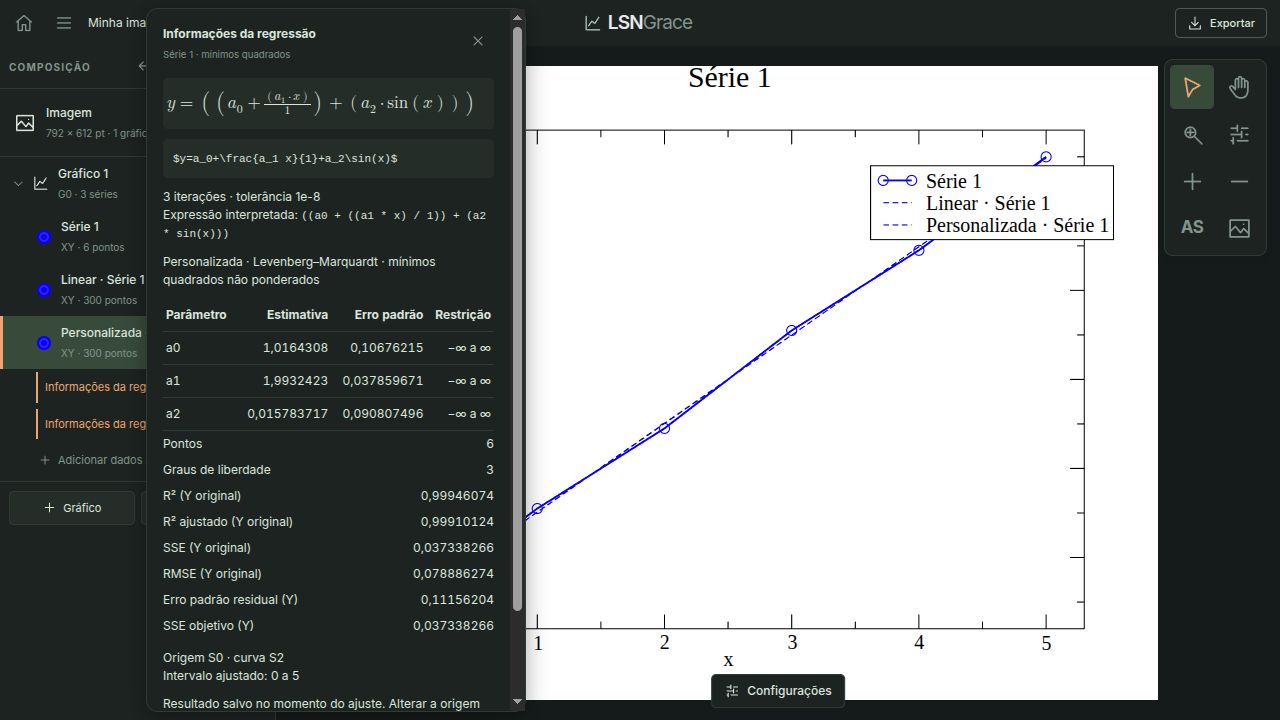 Minha ima
LSNGrace
Exportar
COMPOSIÇÃO
Imagem
792 × 612 pt · 1 gráfic
Gráfico 1
G0 · 3 séries
Série 1
XY · 6 pontos
Linear · Série 1
XY · 300 pontos
Personalizada
XY · 300 pontos
Informações da reg
Informações da reg
Adicionar dados
Gráfico
Informações da regressão
Série 1 · mínimos quadrados
y = ( ( a₀ + (a₁·x)/1 ) + ( a₂ · sin ( x ) ) )
$y=a_0+\frac{a_1 x}{1}+a_2\sin(x)$
3 iterações · tolerância 1e-8
Expressão interpretada: ((a0 + ((a1 * x) / 1)) + (a2
* sin(x)))
Personalizada · Levenberg–Marquardt · mínimos
quadrados não ponderados
Parâmetro Estimativa Erro padrão Restrição
a0 1,0164308 0,10676215 −∞ a ∞
a1 1,9932423 0,037859671 −∞ a ∞
a2 0,015783717 0,090807496 −∞ a ∞
Pontos 6
Graus de liberdade 3
R² (Y original) 0,99946074
R² ajustado (Y original) 0,99910124
SSE (Y original) 0,037338266
RMSE (Y original) 0,078886274
Erro padrão residual (Y) 0,11156204
SSE objetivo (Y) 0,037338266
Origem S0 · curva S2
Intervalo ajustado: 0 a 5
Resultado salvo no momento do ajuste. Alterar a origem
Série 1
Série 1
Linear · Série 1
Personalizada · Série 1
1 2 3 4 5
x
Configurações
AS